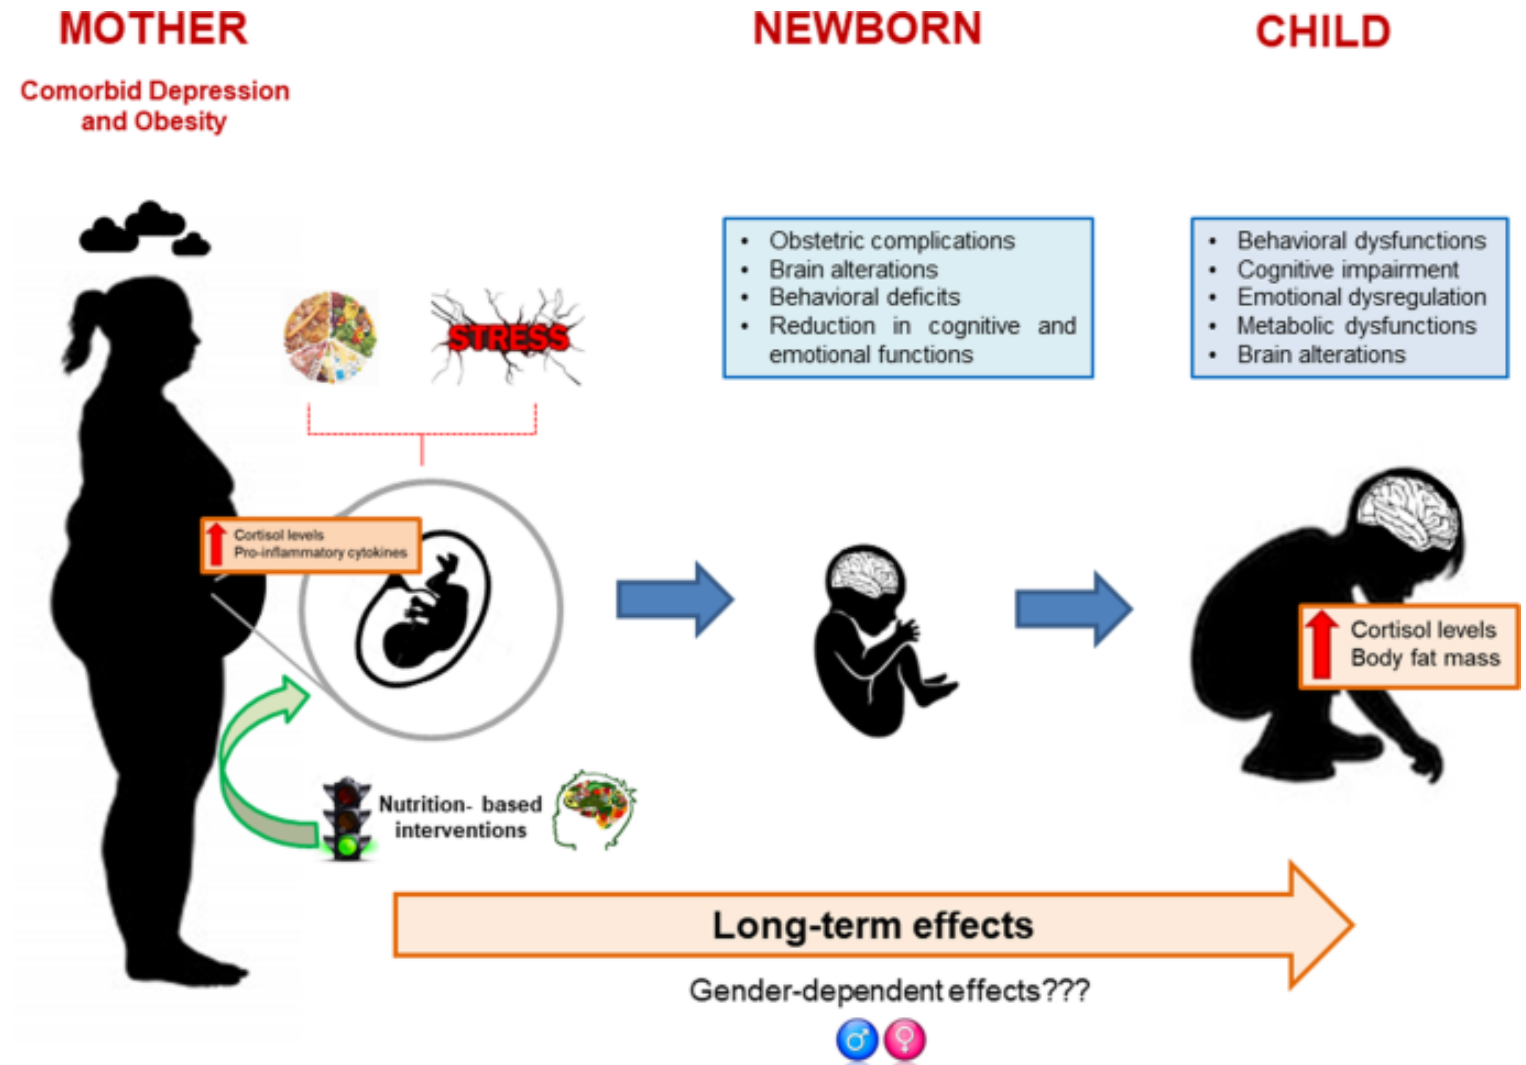 MOTHER
NEWBORN
CHILD
Comorbid Depression
and Obesity
STRESS
• Obstetric complications
• Brain alterations
• Behavioral deficits
• Reduction in cognitive and
emotional functions
• Behavioral dysfunctions
• Cognitive impairment
• Emotional dysregulation
• Metabolic dysfunctions
• Brain alterations
Cortisol levels
Pro-inflammatory cytokines
Cortisol levels
Body fat mass
Nutrition- based
interventions
Long-term effects
Gender-dependent effects???